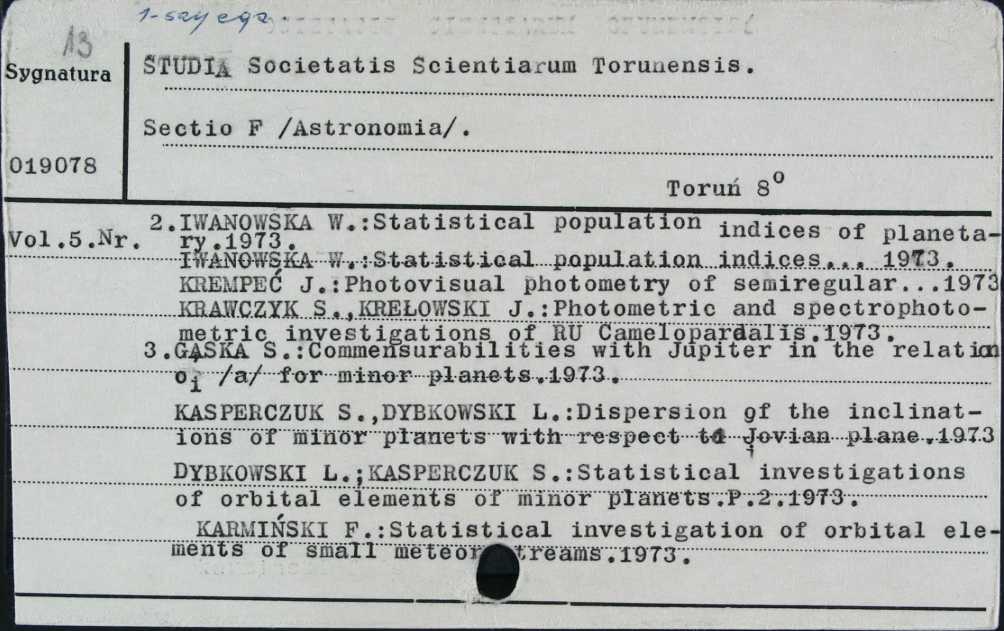 13
Sygnatura
STUDIA Societatis Scientiarum Torunensis.
Sectio F /Astronomia/.
019078
Toruń 8º
Vol.5.Nr. 2.IWANOWSKA W.:Statistical population indices of planeta-
ry.1973.
IWANOWSKA W.:Statistical population indices... 1973.
KREMPEĆ J.:Photovisual photometry of semiregular...1973
KRAWCZYK S.,KREŁOWSKI J.:Photometric and spectrophoto-
metric investigations of RU Camelopardalis.1973.
3.GĄSKA S.:Commensurabilities with Jupiter in the relation
oi /a/ for minor planets.1973.
KASPERCZUK S.,DYBKOWSKI L.:Dispersion of the inclinat-
ions of minor planets with respect to Jovian plane.1973
DYBKOWSKI L.;KASPERCZUK S.:Statistical investigations
of orbital elements of minor planets.P.2.1973.
KARMIŃSKI F.:Statistical investigation of orbital ele-
ments of small meteor treams.1973.